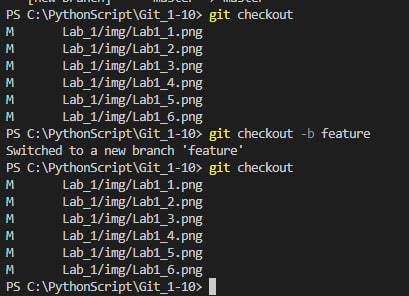 [new branch]      master -> master
PS C:\PythonScript\Git_1-10> git checkout
M       Lab_1/img/Lab1_1.png
M       Lab_1/img/Lab1_2.png
M       Lab_1/img/Lab1_3.png
M       Lab_1/img/Lab1_4.png
M       Lab_1/img/Lab1_5.png
M       Lab_1/img/Lab1_6.png
PS C:\PythonScript\Git_1-10> git checkout -b feature
Switched to a new branch 'feature'
PS C:\PythonScript\Git_1-10> git checkout
M       Lab_1/img/Lab1_1.png
M       Lab_1/img/Lab1_2.png
M       Lab_1/img/Lab1_3.png
M       Lab_1/img/Lab1_4.png
M       Lab_1/img/Lab1_5.png
M       Lab_1/img/Lab1_6.png
PS C:\PythonScript\Git_1-10>